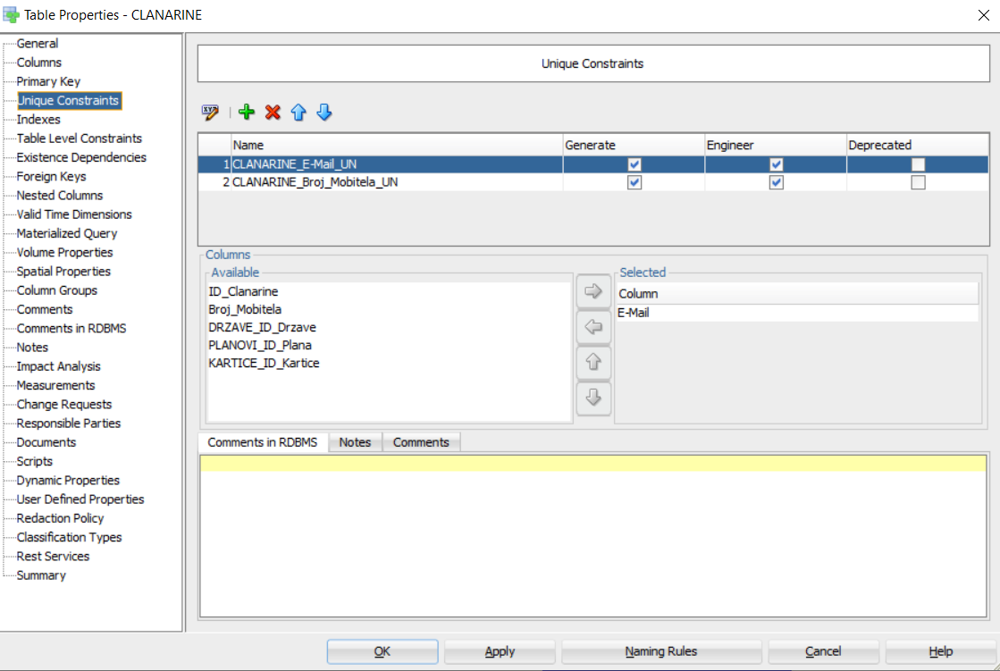 Table Properties - CLANARINE
General
Columns
Primary Key
Unique Constraints
Indexes
Table Level Constraints
Existence Dependencies
Foreign Keys
Nested Columns
Valid Time Dimensions
Materialized Query
Volume Properties
Spatial Properties
Column Groups
Comments
Comments in RDBMS
Notes
Impact Analysis
Measurements
Change Requests
Responsible Parties
Documents
Scripts
Dynamic Properties
User Defined Properties
Redaction Policy
Classification Types
Rest Services
Summary
Unique Constraints
XYZ
Name Generate Engineer Deprecated
1 CLANARINE_E-Mail_UN
2 CLANARINE_Broj_Mobitela_UN
Columns
Available
ID_Clanarine
Broj_Mobitela
DRZAVE_ID_Drzave
PLANOVI_ID_Plana
KARTICE_ID_Kartice
Selected
Column
E-Mail
Comments in RDBMS Notes Comments
OK Apply Naming Rules Cancel Help